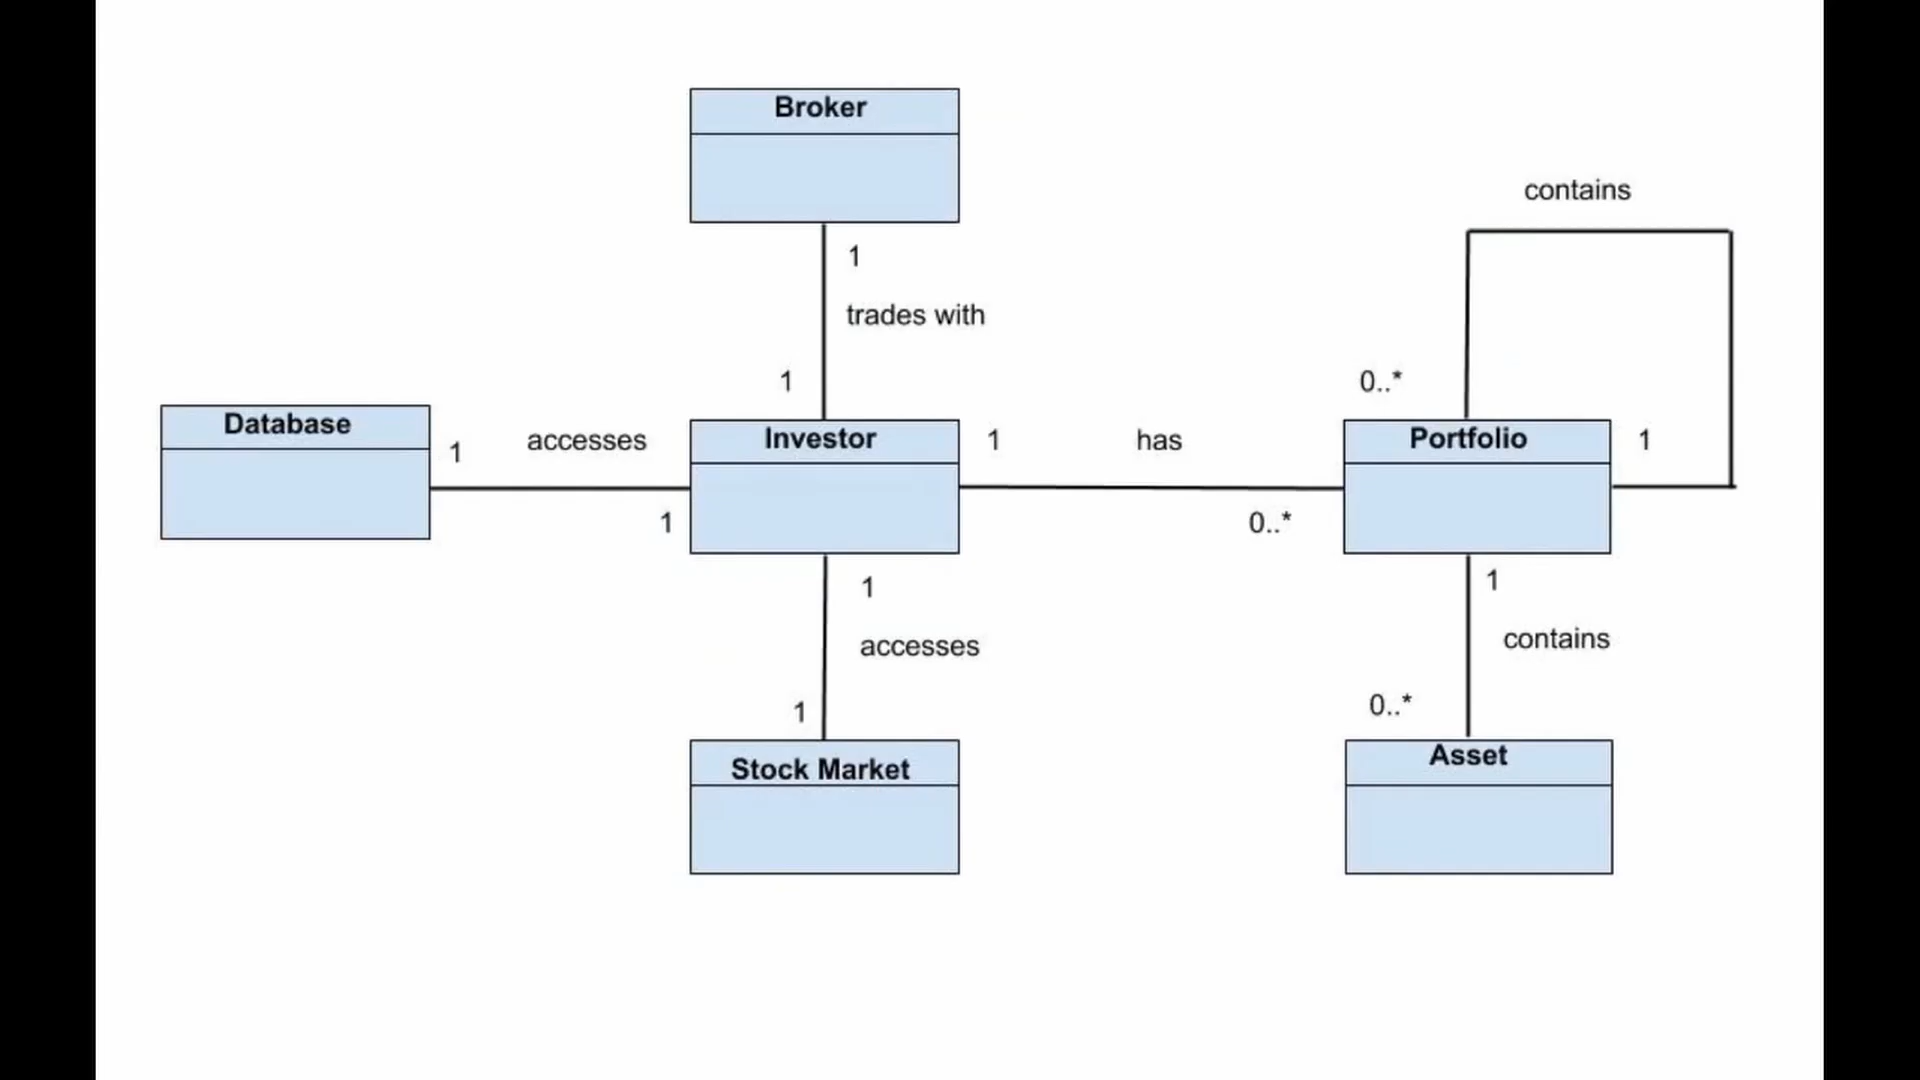 Broker
contains
1
trades with
0..*
1
Database
1
accesses
Investor
1
has
Portfolio
1
1
0..*
1
1
contains
accesses
0..*
1
Stock Market
Asset